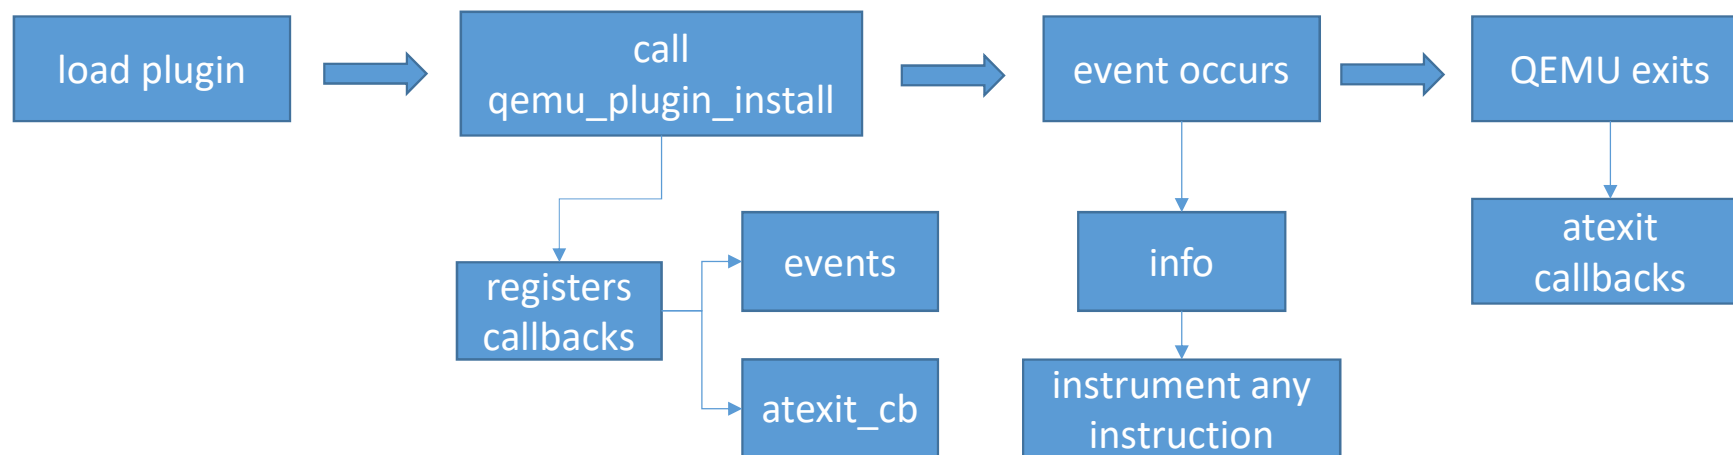 load plugin
call
qemu_plugin_install
event occurs
QEMU exits
registers
callbacks
events
atexit_cb
info
instrument any
instruction
atexit
callbacks